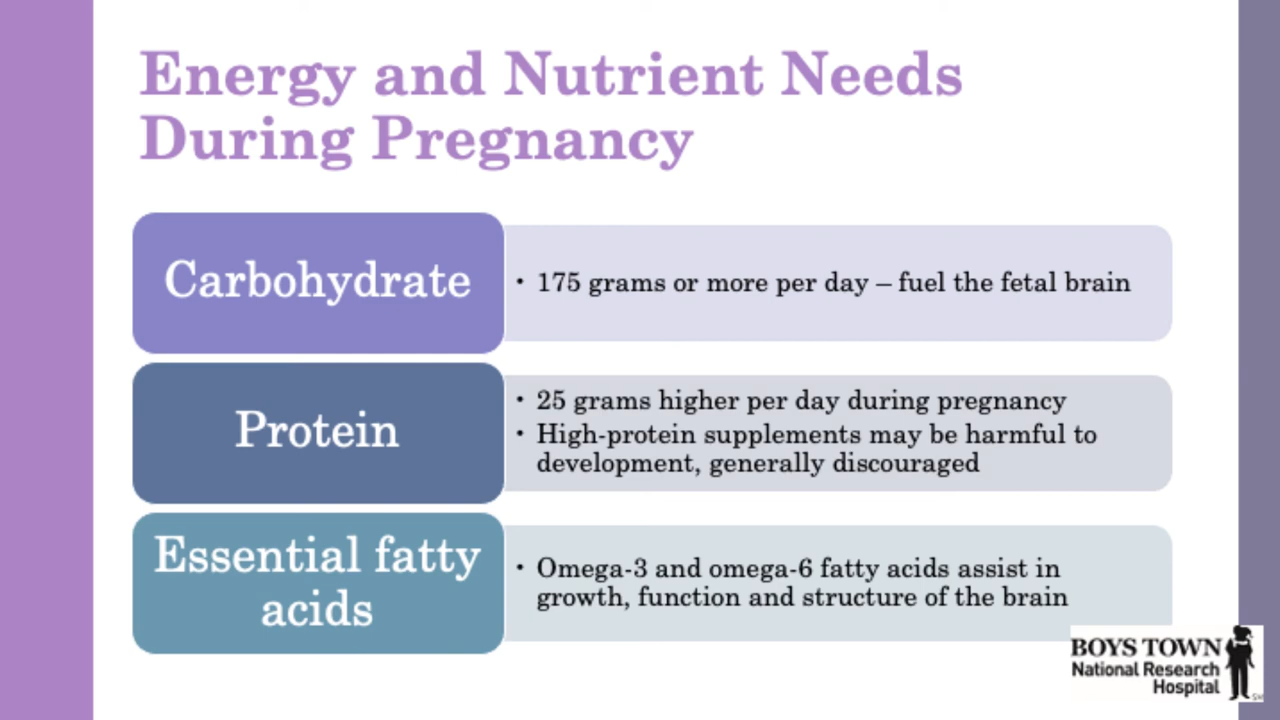 Energy and Nutrient Needs
During Pregnancy
Carbohydrate
• 175 grams or more per day – fuel the fetal brain
Protein
• 25 grams higher per day during pregnancy
• High-protein supplements may be harmful to
development, generally discouraged
Essential fatty
acids
• Omega-3 and omega-6 fatty acids assist in
growth, function and structure of the brain
BOYS TOWN
National Research
Hospital